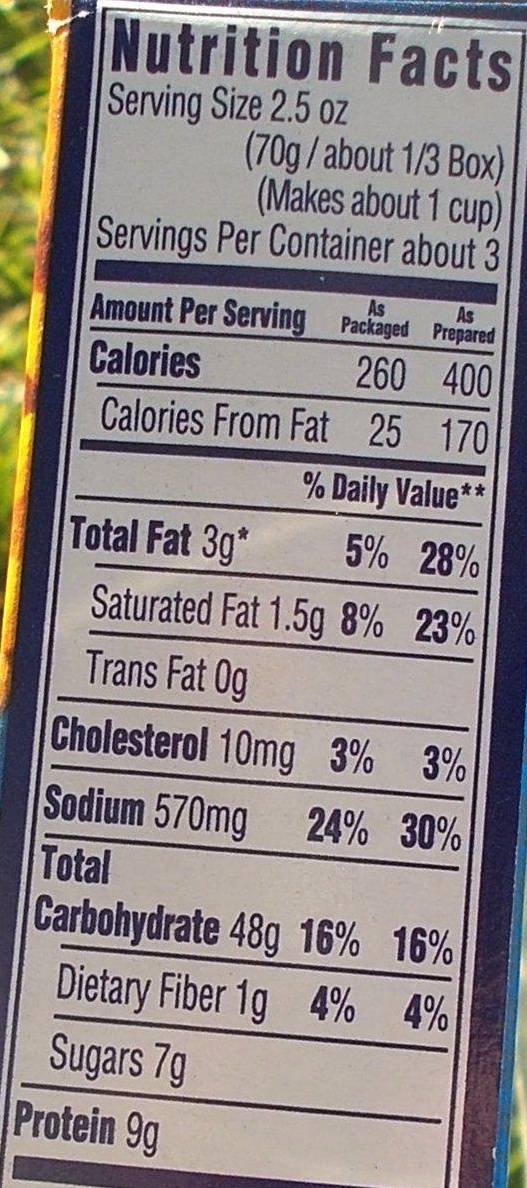 Nutrition Facts
Serving Size 2.5 oz
(70g / about 1/3 Box)
(Makes about 1 cup)
Servings Per Container about 3
Amount Per Serving As Packaged As Prepared
Calories 260 400
Calories From Fat 25 170
% Daily Value**
Total Fat 3g* 5% 28%
Saturated Fat 1.5g 8% 23%
Trans Fat 0g
Cholesterol 10mg 3% 3%
Sodium 570mg 24% 30%
Total
Carbohydrate 48g 16% 16%
Dietary Fiber 1g 4% 4%
Sugars 7g
Protein 9g